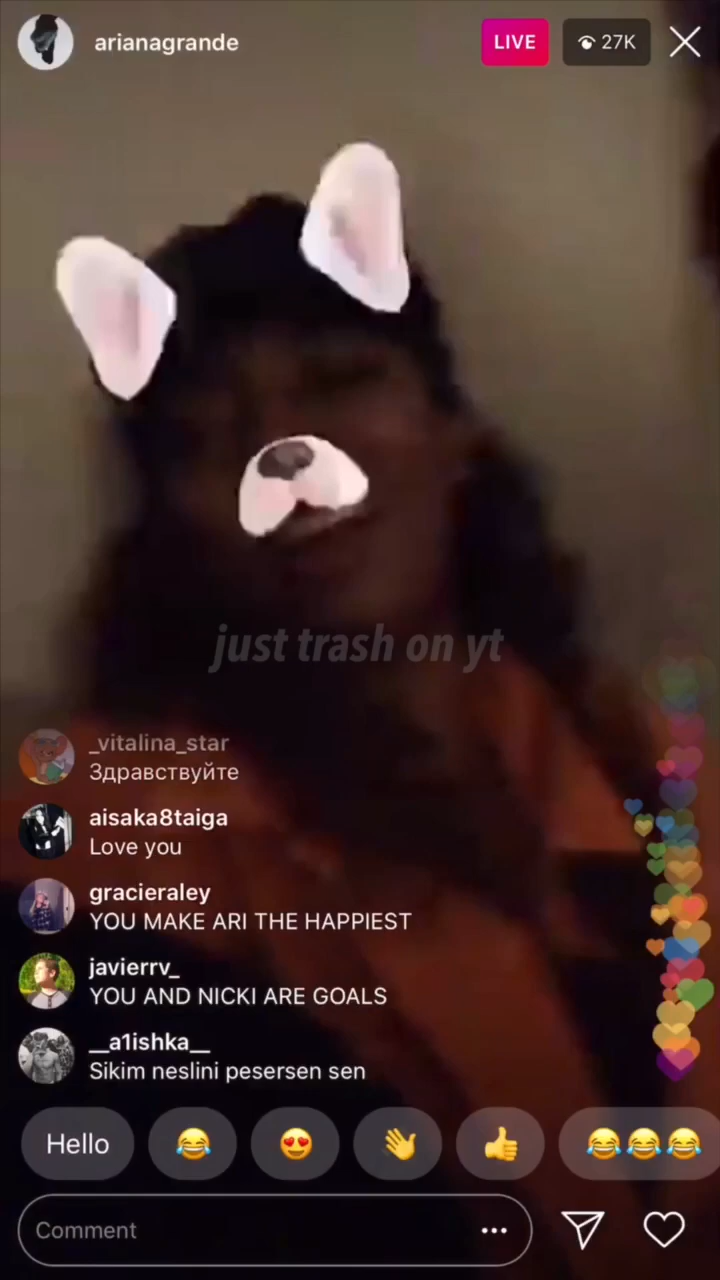 arianagrande
LIVE
27K
just trash on yt
_vitalina_star
Здравствуйте
aisaka8taiga
Love you
gracieraley
YOU MAKE ARI THE HAPPIEST
javierrv_
YOU AND NICKI ARE GOALS
__a1ishka__
Sikim neslini pesersen sen
Hello
Comment